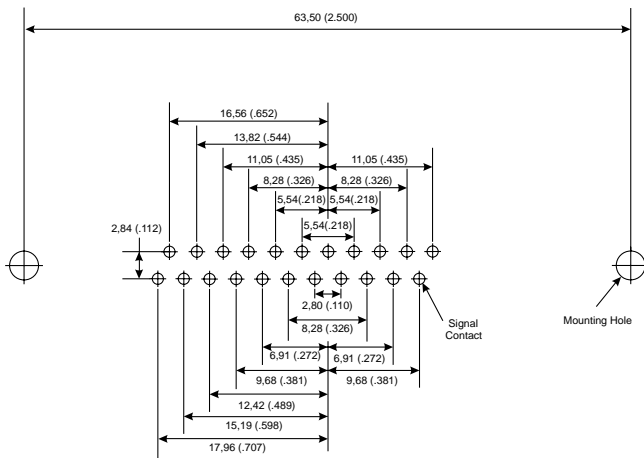 63,50 (2.500)
16,56 (.652)
13,82 (.544)
11,05 (.435) 11,05 (.435)
8,28 (.326) 8,28 (.326)
5,54(.218) 5,54(.218)
2,84 (.112)
5,54(.218)
2,80 (.110)
Signal
Contact
Mounting Hole
8,28 (.326)
6,91 (.272) 6,91 (.272)
9,68 (.381) 9,68 (.381)
12,42 (.489)
15,19 (.598)
17,96 (.707)